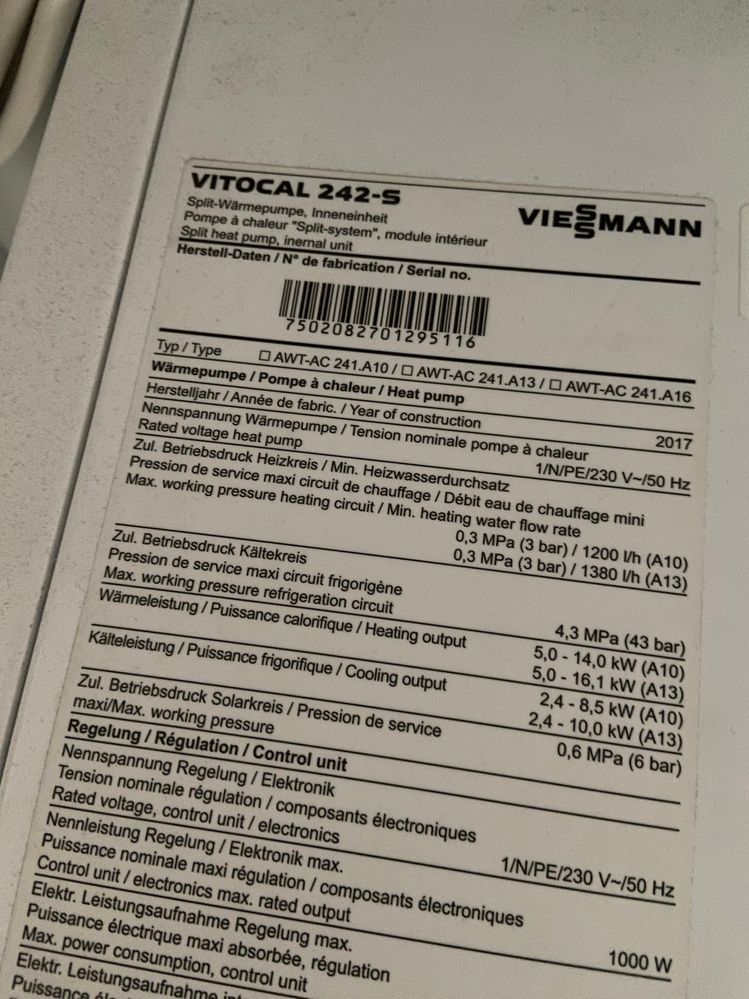 VITOCAL 242-S
VIESSMANN
Split-Wärmepumpe, Inneneinheit
Pompe à chaleur "Split-system", module intérieur
Split heat pump, inernal unit
Herstell-Daten / N° de fabrication / Serial no.
7502082701295116
Typ / Type ☐ AWT-AC 241.A10 / ☐ AWT-AC 241.A13 / ☐ AWT-AC 241.A16
Wärmepumpe / Pompe à chaleur / Heat pump
Herstelljahr / Année de fabric. / Year of construction 2017
Nennspannung Wärmepumpe / Tension nominale pompe à chaleur
Rated voltage heat pump 1/N/PE/230 V~/50 Hz
Zul. Betriebsdruck Heizkreis / Min. Heizwasserdurchsatz
Pression de service maxi circuit de chauffage / Débit eau de chauffage mini
Max. working pressure heating circuit / Min. heating water flow rate
0,3 MPa (3 bar) / 1200 l/h (A10)
0,3 MPa (3 bar) / 1380 l/h (A13)
Zul. Betriebsdruck Kältekreis
Pression de service maxi circuit frigorigène
Max. working pressure refrigeration circuit 4,3 MPa (43 bar)
Wärmeleistung / Puissance calorifique / Heating output 5,0 - 14,0 kW (A10)
5,0 - 16,1 kW (A13)
Kälteleistung / Puissance frigorifique / Cooling output 2,4 - 8,5 kW (A10)
2,4 - 10,0 kW (A13)
Zul. Betriebsdruck Solarkreis / Pression de service
maxi/Max. working pressure 0,6 MPa (6 bar)
Regelung / Régulation / Control unit
Nennspannung Regelung / Elektronik
Tension nominale régulation / composants électroniques
Rated voltage, control unit / electronics 1/N/PE/230 V~/50 Hz
Nennleistung Regelung / Elektronik max.
Puissance nominale maxi régulation / composants électroniques
Control unit / electronics max. rated output 1000 W
Elektr. Leistungsaufnahme Regelung max.
Puissance électrique maxi absorbée, régulation
Max. power consumption, control unit
Elektr. Leistungsaufnahme
Puissance